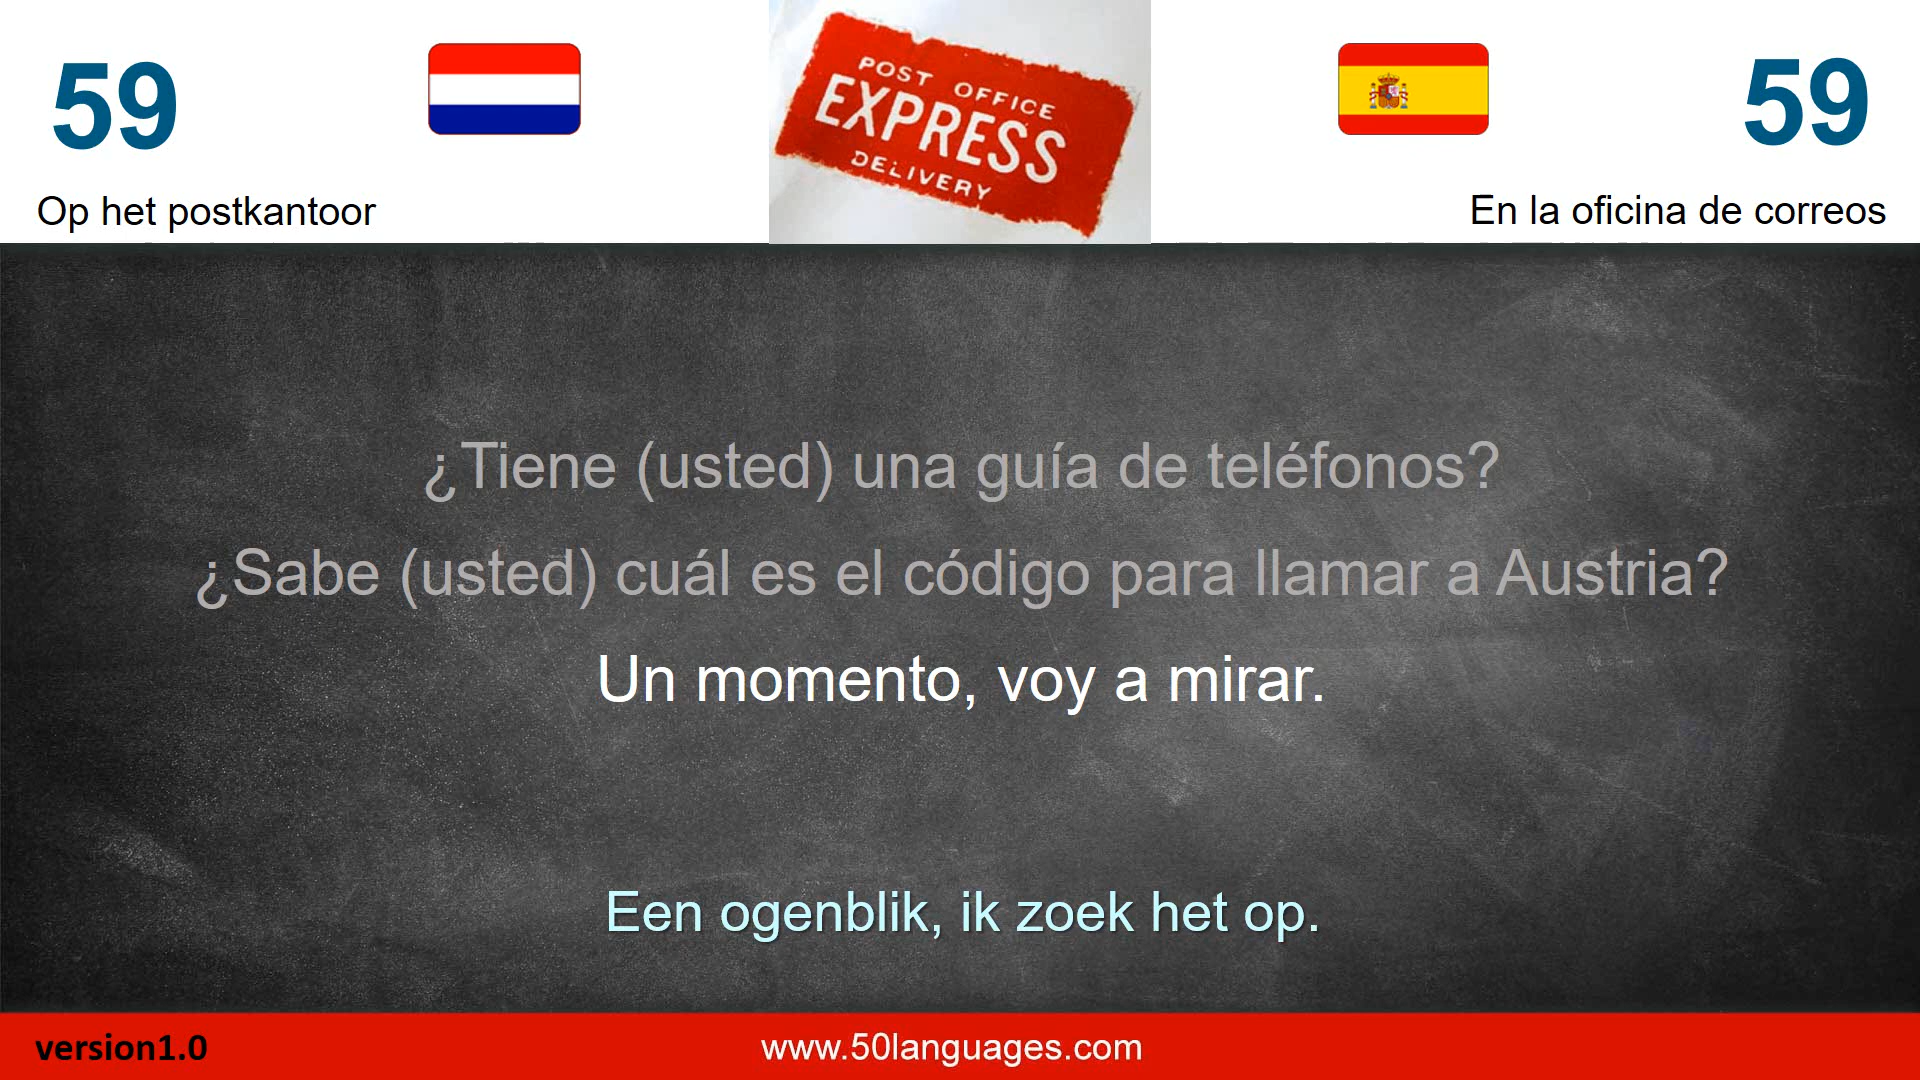 59
59
Op het postkantoor
POST OFFICE
EXPRESS
DELIVERY
En la oficina de correos
¿Tiene (usted) una guía de teléfonos?
¿Sabe (usted) cuál es el código para llamar a Austria?
Un momento, voy a mirar.
Een ogenblik, ik zoek het op.
version1.0
www.50languages.com